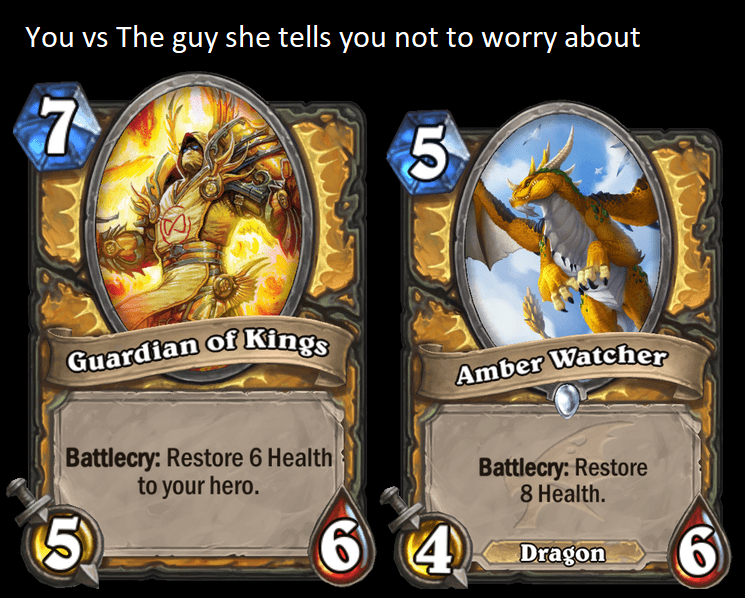 You vs The guy she tells you not to worry about
7
Guardian of Kings
Battlecry: Restore 6 Health
to your hero.
5
6
5
Amber Watcher
Battlecry: Restore
8 Health.
4
Dragon
6